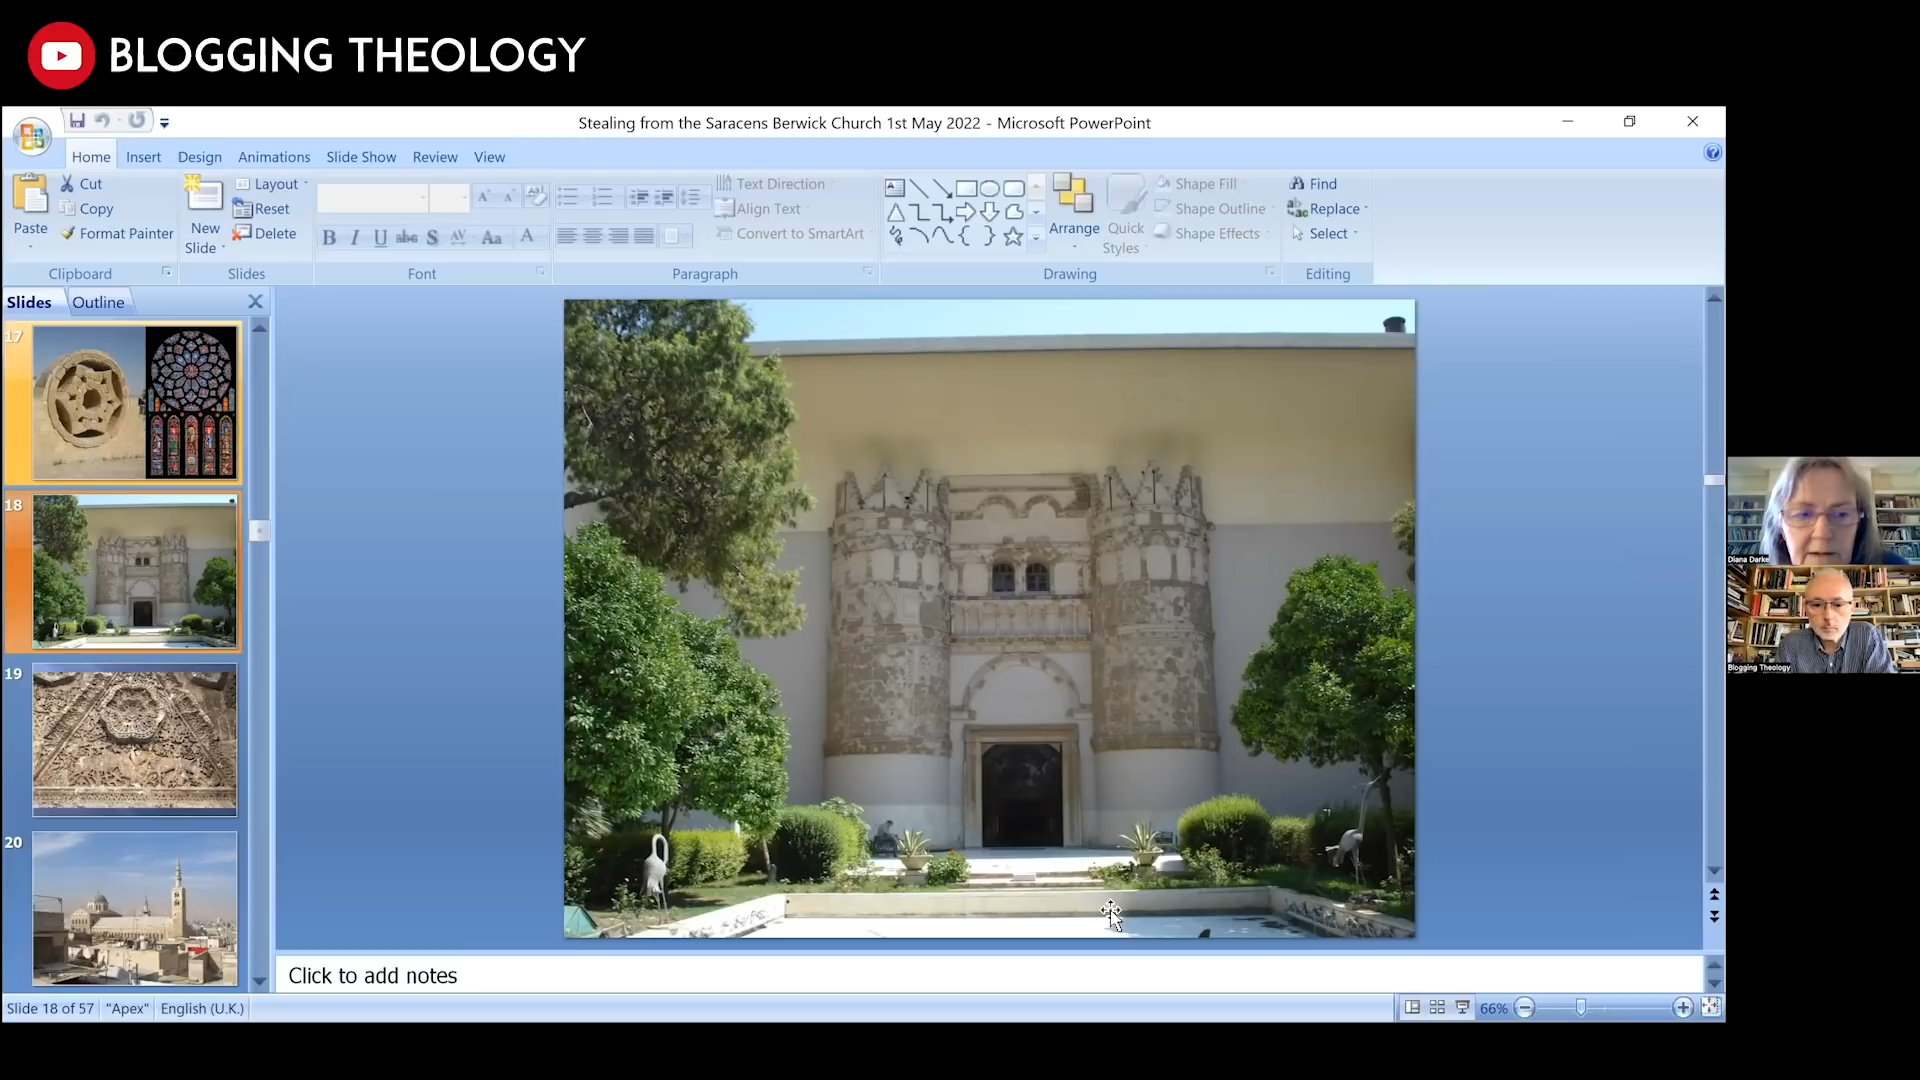 BLOGGING THEOLOGY
Stealing from the Saracens Berwick Church 1st May 2022 - Microsoft PowerPoint
Home Insert Design Animations Slide Show Review View
Paste
Cut
Copy
Format Painter
Clipboard
New
Slide
Layout
Reset
Delete
Slides
B I U abc S AV Aa A
Font
Text Direction
Align Text
Convert to SmartArt
Paragraph
Arrange
Quick
Styles
Shape Fill
Shape Outline
Shape Effects
Drawing
Find
Replace
Select
Editing
Slides Outline
17
18
19
20
Diana Darke
Blogging Theology
Click to add notes
Slide 18 of 57 "Apex" English (U.K.)
66%